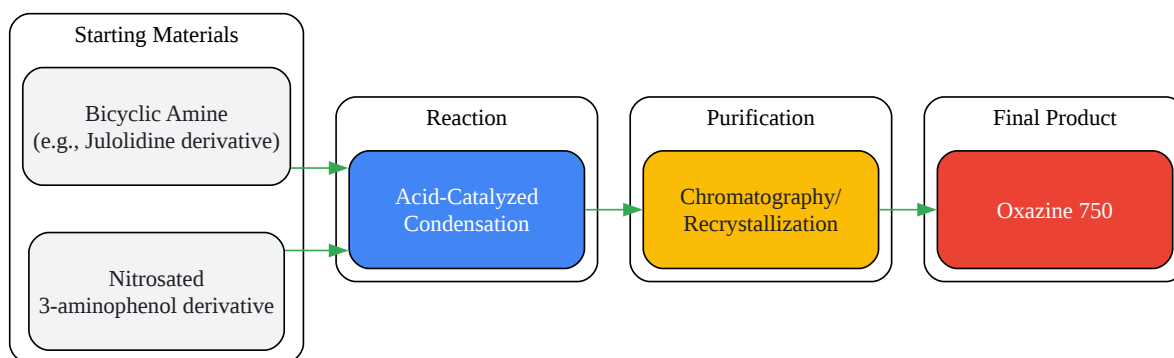 Starting Materials
Bicyclic Amine
(e.g., Julolidine derivative)
Nitrosated
3-aminophenol derivative
Reaction
Acid-Catalyzed
Condensation
Purification
Chromatography/
Recrystallization
Final Product
Oxazine 750